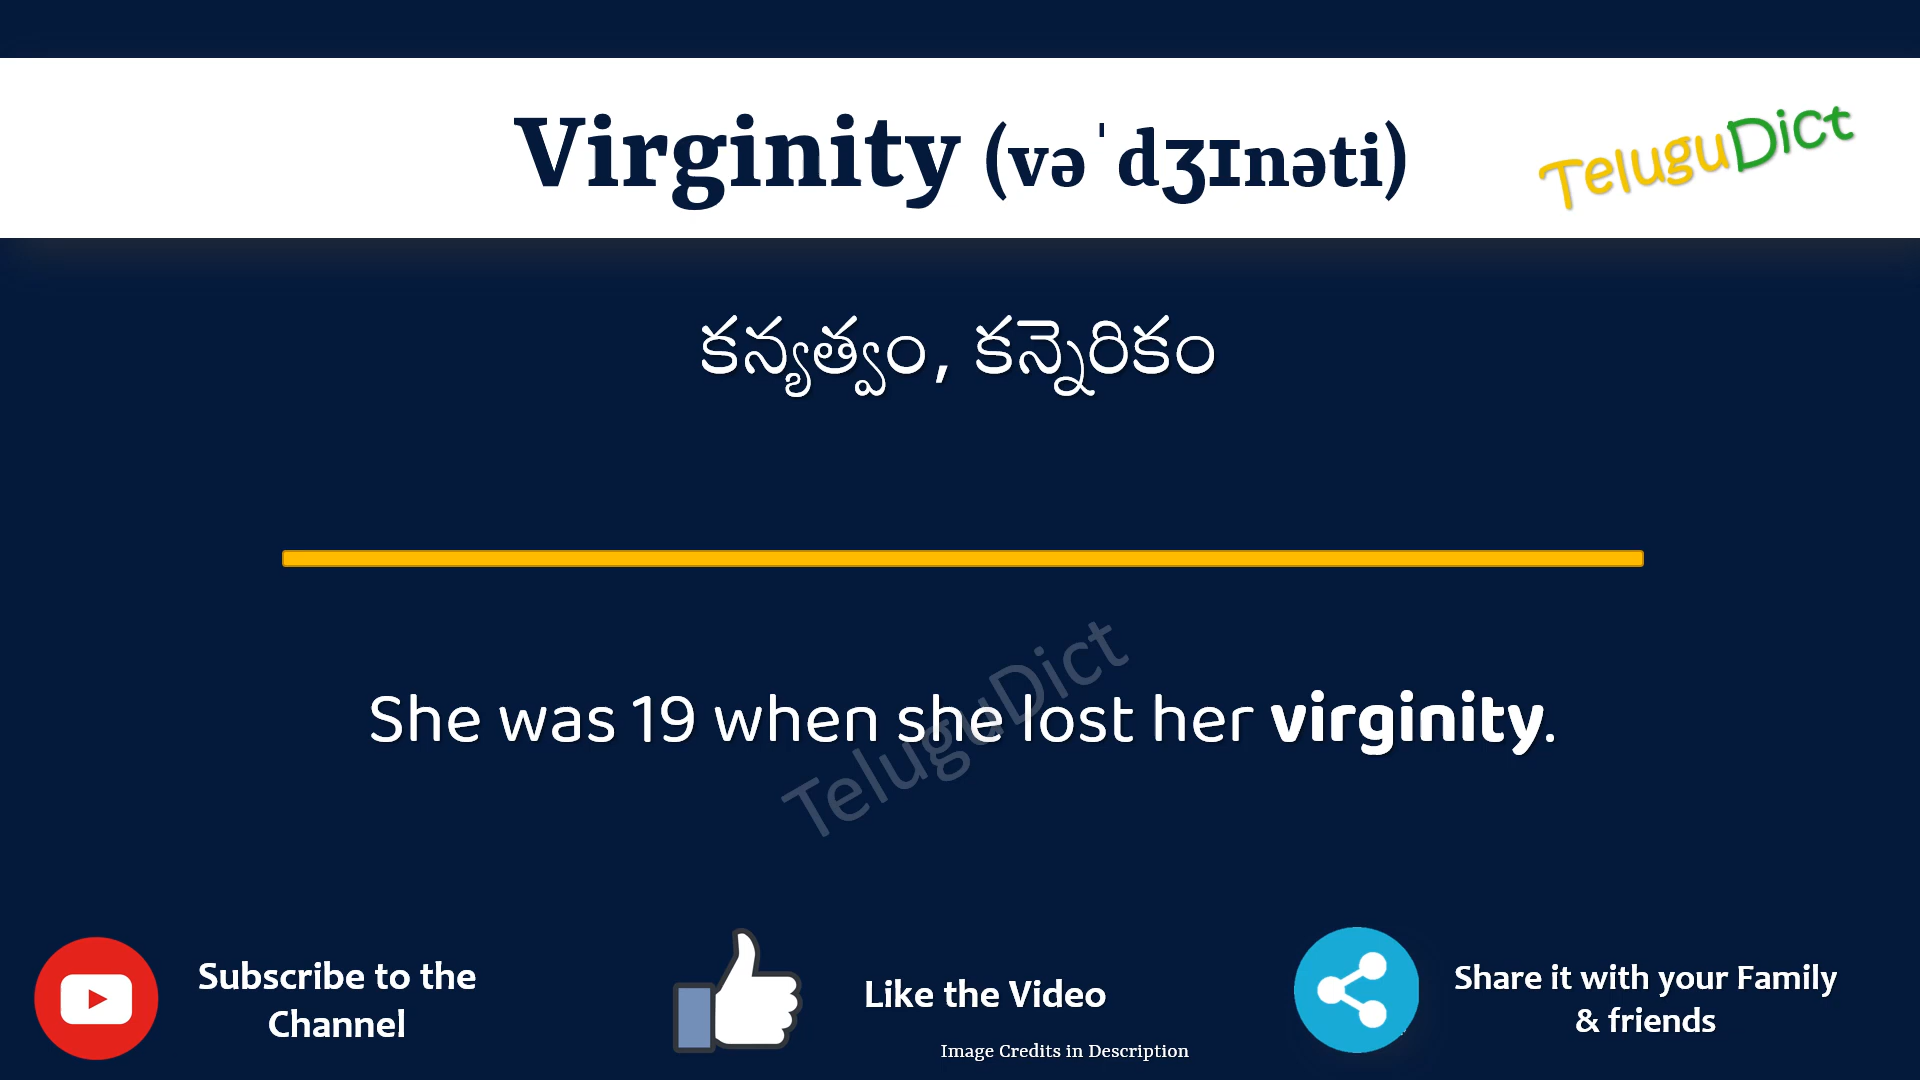 Virginity (vəˈdʒɪnəti)
TeluguDict
కన్యత్వం, కన్నెరికం
She was 19 when she lost her virginity.
TeluguDict
Subscribe to the
Channel
Like the Video
Share it with your Family
& friends
Image Credits in Description